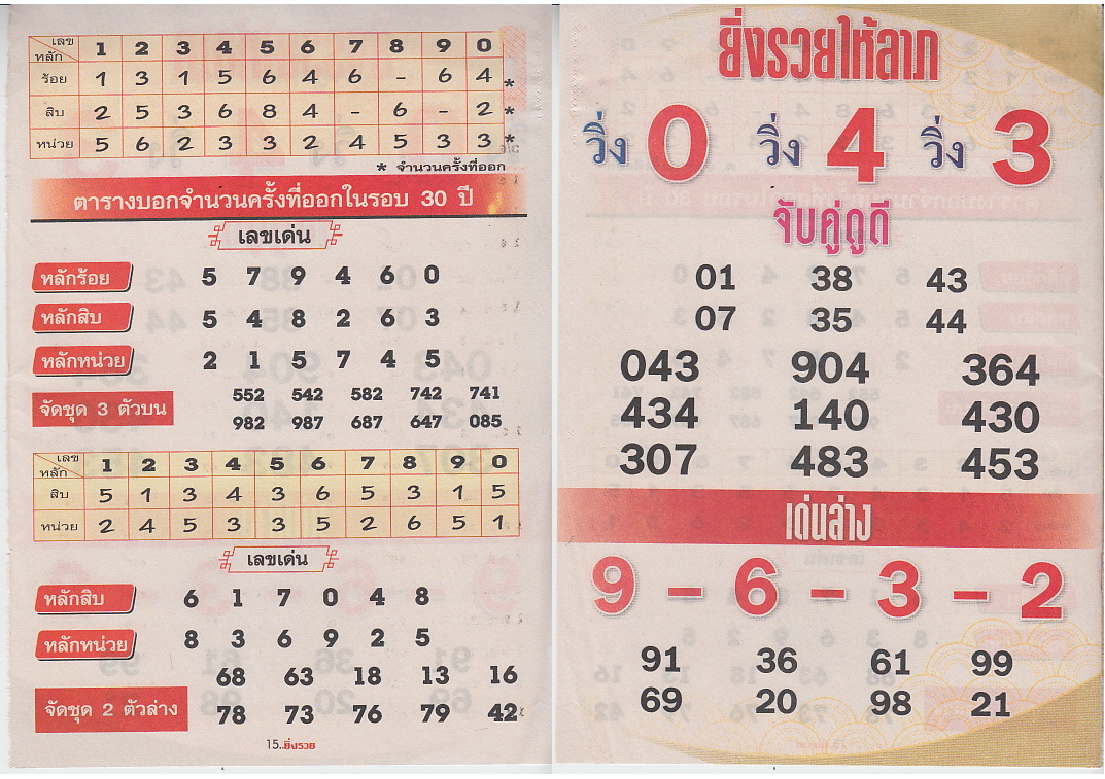 เลข หลัก 1 2 3 4 5 6 7 8 9 0
ร้อย 1 3 1 5 6 4 6 - 6 4 *
สิบ 2 5 3 6 8 4 - 6 - 2 *
หน่วย 5 6 2 3 3 2 4 5 3 3 *
* จำนวนครั้งที่ออก
ตารางบอกจำนวนครั้งที่ออกในรอบ 30 ปี
เลขเด่น
หลักร้อย 5 7 9 4 6 0
หลักสิบ 5 4 8 2 6 3
หลักหน่วย 2 1 5 7 4 5
จัดชุด 3 ตัวบน
552 542 582 742 741
982 987 687 647 085
เลข หลัก 1 2 3 4 5 6 7 8 9 0
สิบ 5 1 3 4 3 6 5 3 1 5
หน่วย 2 4 5 3 3 5 2 6 5 1
เลขเด่น
หลักสิบ 6 1 7 0 4 8
หลักหน่วย 8 3 6 9 2 5
จัดชุด 2 ตัวล่าง
68 63 18 13 16
78 73 76 79 42
15..ยิ่งรวย
ยิ่งรวยให้ลาภ
วิ่ง 0 วิ่ง 4 วิ่ง 3
จับคู่ดูดี
01 38 43
07 35 44
043 904 364
434 140 430
307 483 453
เด่นล่าง
9 - 6 - 3 - 2
91 36 61 99
69 20 98 21